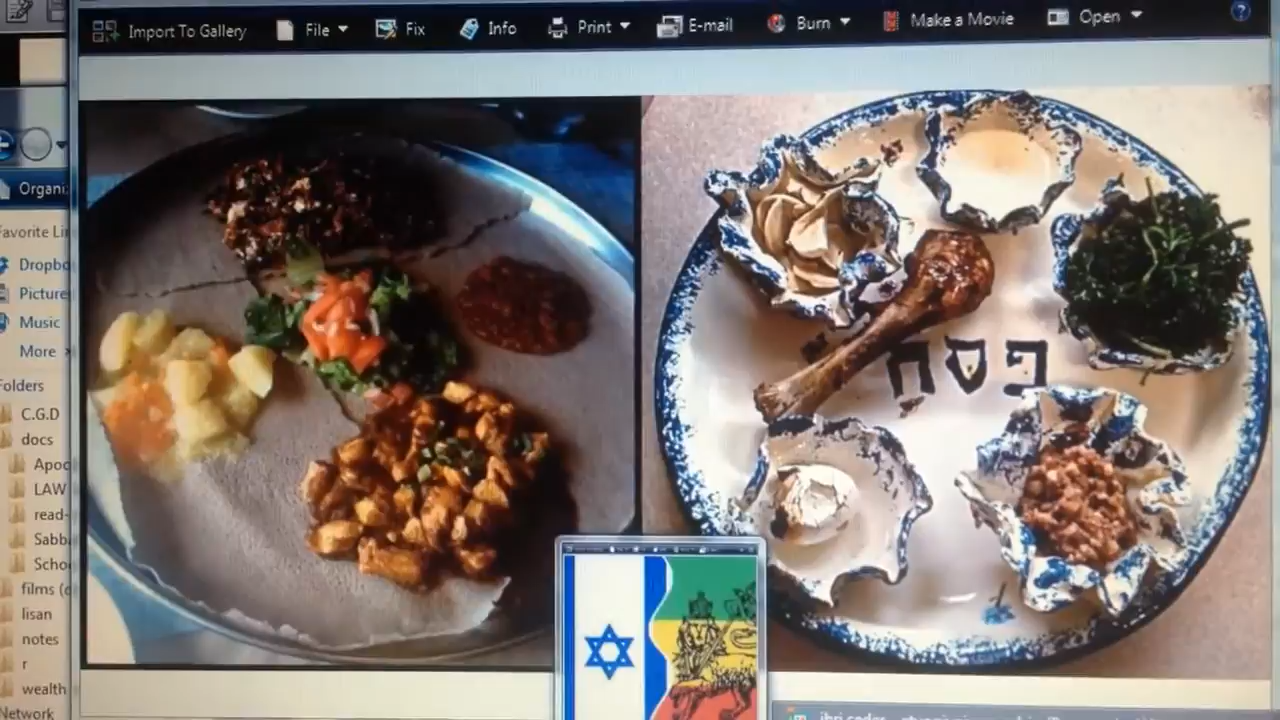 Import To Gallery File Fix Info Print E-mail Burn Make a Movie Open
Organi
Favorite Lin
Dropbo
Picture
Music
More
Folders
C.G.D
docs
Apoc
LAW
read-
Sabb
Scho
films (c
lisan
notes
r
wealth
Network
פסח